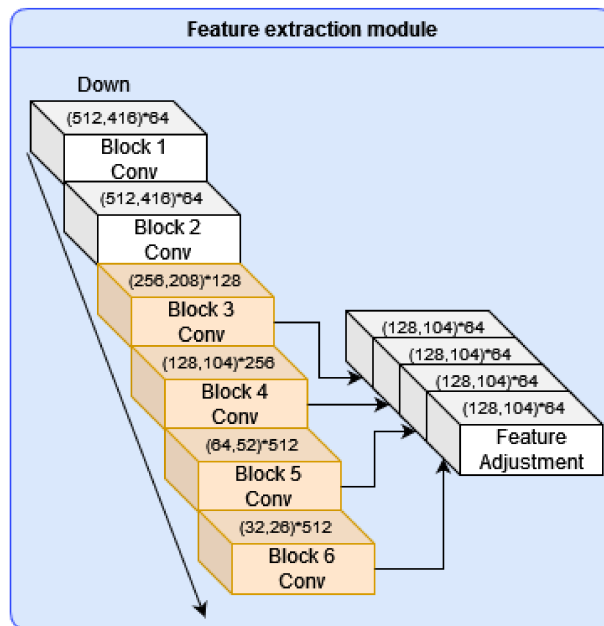 Feature extraction module
Down
(512,416)*64
Block 1
Conv
(512,416)*64
Block 2
Conv
(256,208)*128
Block 3
Conv
(128,104)*256
Block 4
Conv
(64,52)*512
Block 5
Conv
(32,26)*512
Block 6
Conv
(128,104)*64
(128,104)*64
(128,104)*64
(128,104)*64
Feature
Adjustment